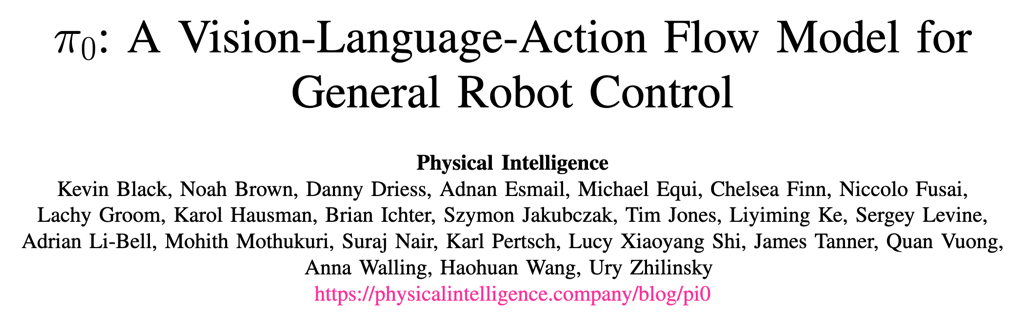 π₀: A Vision-Language-Action Flow Model for
General Robot Control
Physical Intelligence
Kevin Black, Noah Brown, Danny Driess, Adnan Esmail, Michael Equi, Chelsea Finn, Niccolo Fusai,
Lachy Groom, Karol Hausman, Brian Ichter, Szymon Jakubczak, Tim Jones, Liyiming Ke, Sergey Levine,
Adrian Li-Bell, Mohith Mothukuri, Suraj Nair, Karl Pertsch, Lucy Xiaoyang Shi, James Tanner, Quan Vuong,
Anna Walling, Haohuan Wang, Ury Zhilinsky
https://physicalintelligence.company/blog/pi0